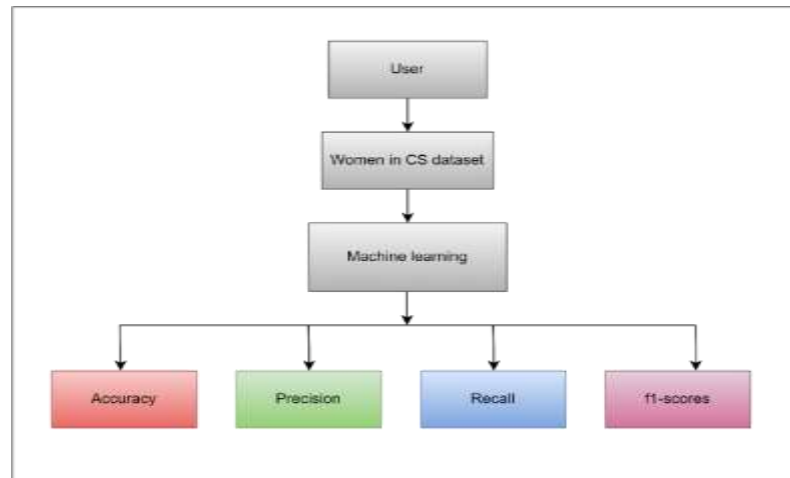 User
Women in CS dataset
Machine learning
Accuracy
Precision
Recall
f1-scores